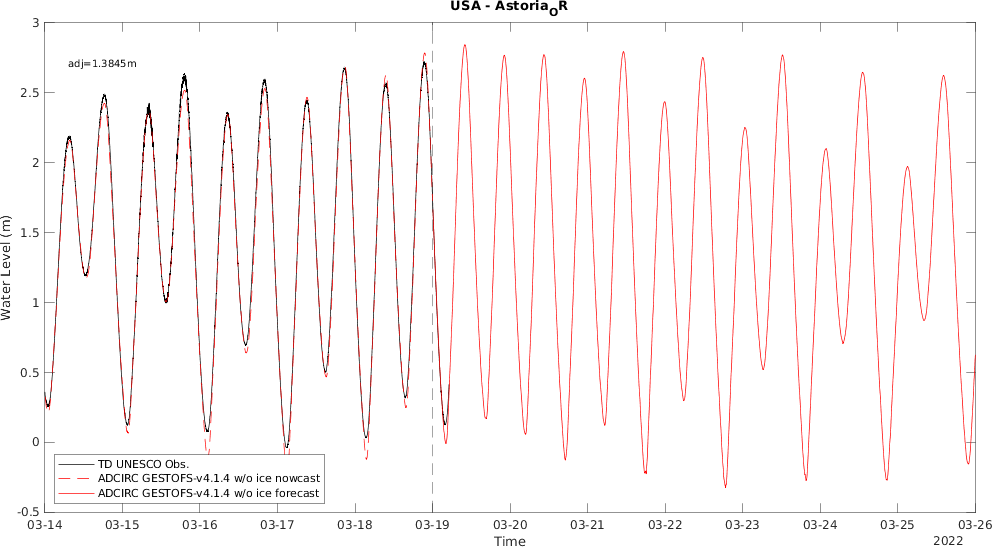 USA - AstoriaOR
adj=1.3845m
3
2.5
2
1.5
1
0.5
0
-0.5
Water Level (m)
TD UNESCO Obs.
ADCIRC GESTOFS-v4.1.4 w/o ice nowcast
ADCIRC GESTOFS-v4.1.4 w/o ice forecast
03-14 03-15 03-16 03-17 03-18 03-19 03-20 03-21 03-22 03-23 03-24 03-25 03-26
Time
2022